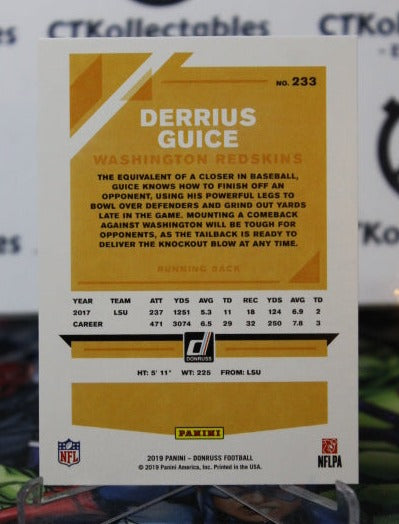 CTKollectables
CTKollectables
- E
NO. 233
DERRIUS
GUICE
WASHINGTON REDSKINS
THE EQUIVALENT OF A CLOSER IN BASEBALL,
GUICE KNOWS HOW TO FINISH OFF AN
OPPONENT, USING HIS POWERFUL LEGS TO
BOWL OVER DEFENDERS AND GRIND OUT YARDS
LATE IN THE GAME. MOUNTING A COMEBACK
AGAINST WASHINGTON WILL BE TOUGH FOR
OPPONENTS, AS THE TAILBACK IS READY TO
DELIVER THE KNOCKOUT BLOW AT ANY TIME.
RUNNING BACK
YEAR TEAM ATT YDS AVG TD REC YDS AVG TD
2017 LSU 237 1251 5.3 11 18 124 6.9 2
CAREER 471 3074 6.5 29 32 250 7.8 3
d
DONRUSS
HT: 5' 11" WT: 225 FROM: LSU
PANINI
NFL
2019 PANINI – DONRUSS FOOTBALL
© 2019 Panini America, Inc. Printed in the USA.
NFLPA